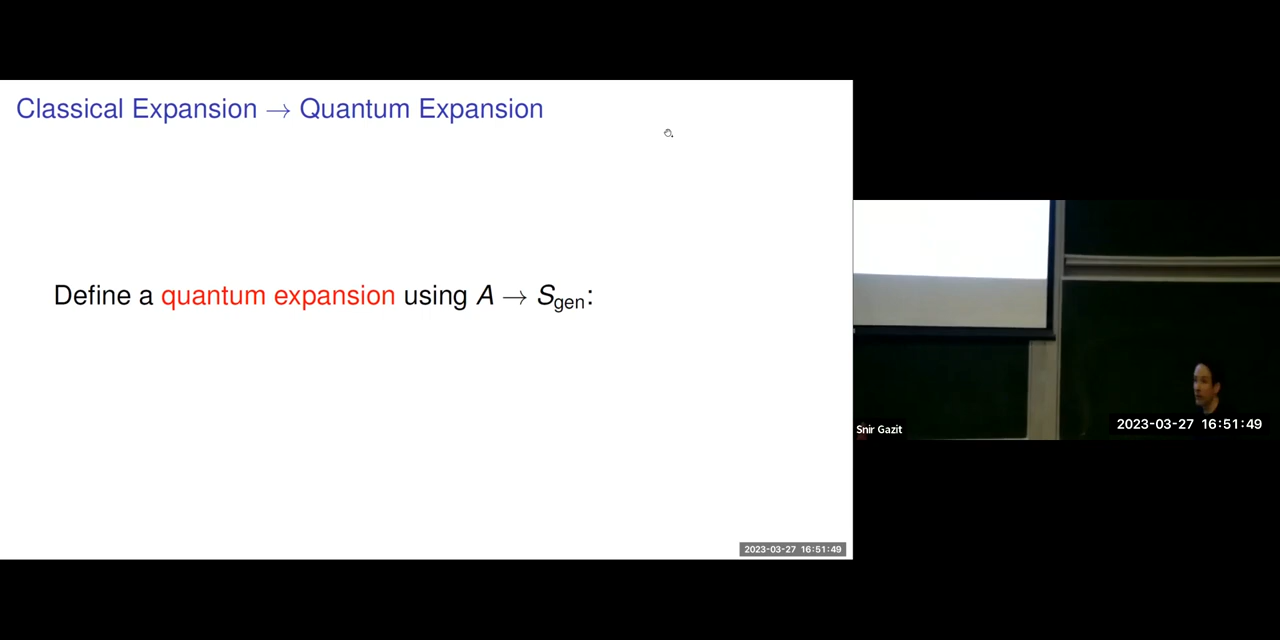 Classical Expansion → Quantum Expansion
Define a quantum expansion using A → S_gen:
2023-03-27 16:51:49
Snir Gazit
2023-03-27 16:51:49